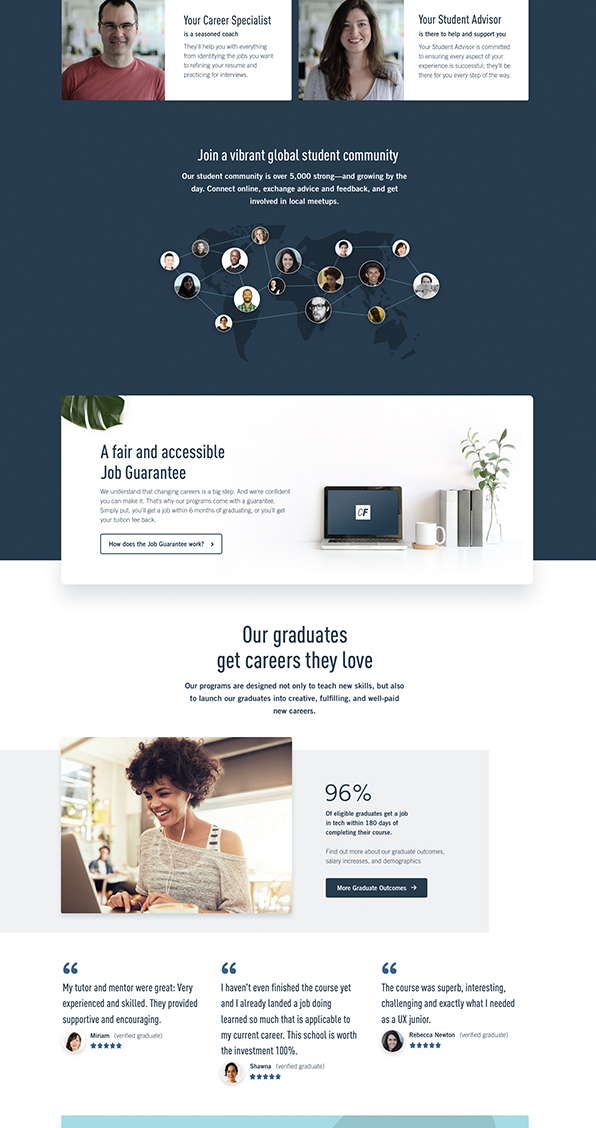 Your Career Specialist
is a seasoned coach
They'll help you with everything
from identifying the jobs you want
to refining your resume and
practicing for interviews.
Your Student Advisor
is there to help and support you
Your Student Advisor is committed
to ensuring every aspect of your
experience is successful; they'll be
there for you every step of the way.
Join a vibrant global student community
Our student community is over 5,000 strong—and growing by the
day. Connect online, exchange advice and feedback, and get
involved in local meetups.
A fair and accessible
Job Guarantee
We understand that changing careers is a big step. And we're confident
you can make it. That's why our programs come with a guarantee.
Simply put, you'll get a job within 6 months of graduating, or you'll get
your tuition fee back.
How does the Job Guarantee work?
CF
Our graduates
get careers they love
Our programs are designed not only to teach new skills, but also
to launch our graduates into creative, fulfilling, and well-paid
new careers.
96%
Of eligible graduates get a job
in tech within 180 days of
completing their course.
Find out more about our graduate outcomes,
salary increases, and demographics
More Graduate Outcomes →
“
My tutor and mentor were great: Very
experienced and skilled. They provided
supportive and encouraging.
Miriam (verified graduate)
“
I haven't even finished the course yet
and I already landed a job doing
learned so much that is applicable to
my current career. This school is worth
the investment 100%.
Shawna (verified graduate)
“
The course was superb, interesting,
challenging and exactly what I needed
as a UX junior.
Rebecca Newton (verified graduate)